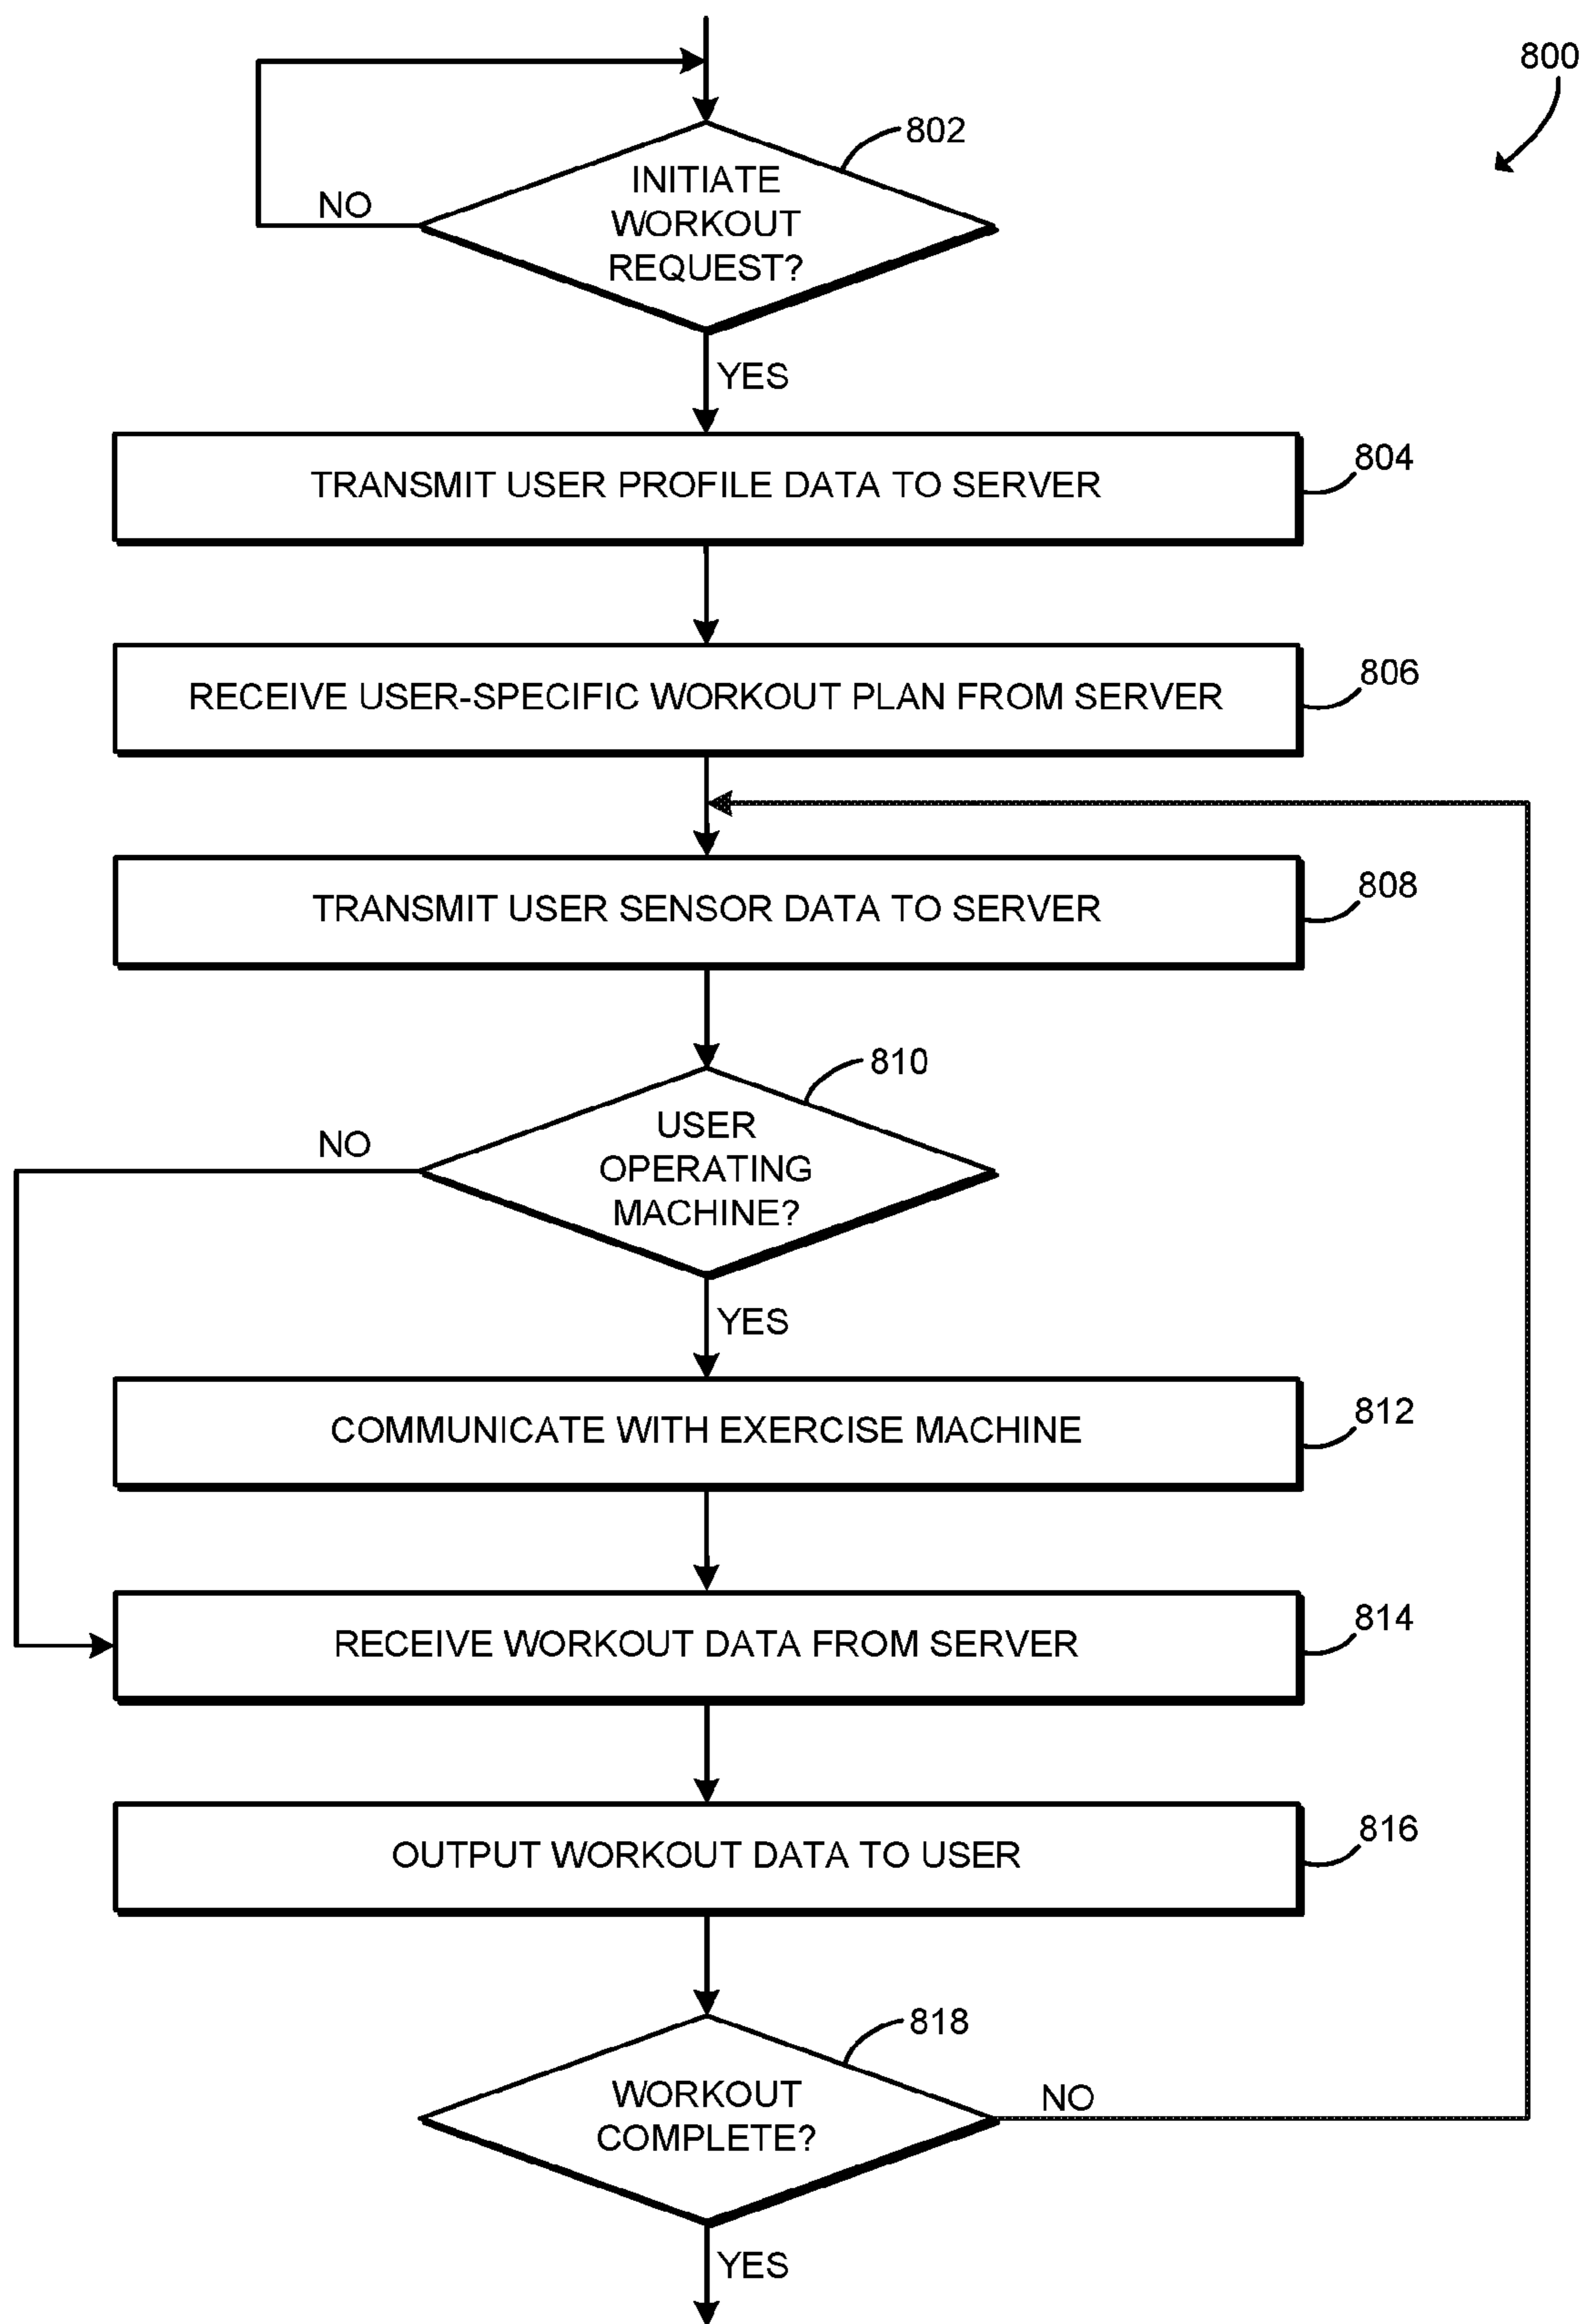 800
802
INITIATE
WORKOUT
REQUEST?
NO
YES
TRANSMIT USER PROFILE DATA TO SERVER
804
RECEIVE USER-SPECIFIC WORKOUT PLAN FROM SERVER
806
TRANSMIT USER SENSOR DATA TO SERVER
808
810
USER
OPERATING
MACHINE?
NO
YES
COMMUNICATE WITH EXERCISE MACHINE
812
RECEIVE WORKOUT DATA FROM SERVER
814
OUTPUT WORKOUT DATA TO USER
816
818
WORKOUT
COMPLETE?
NO
YES